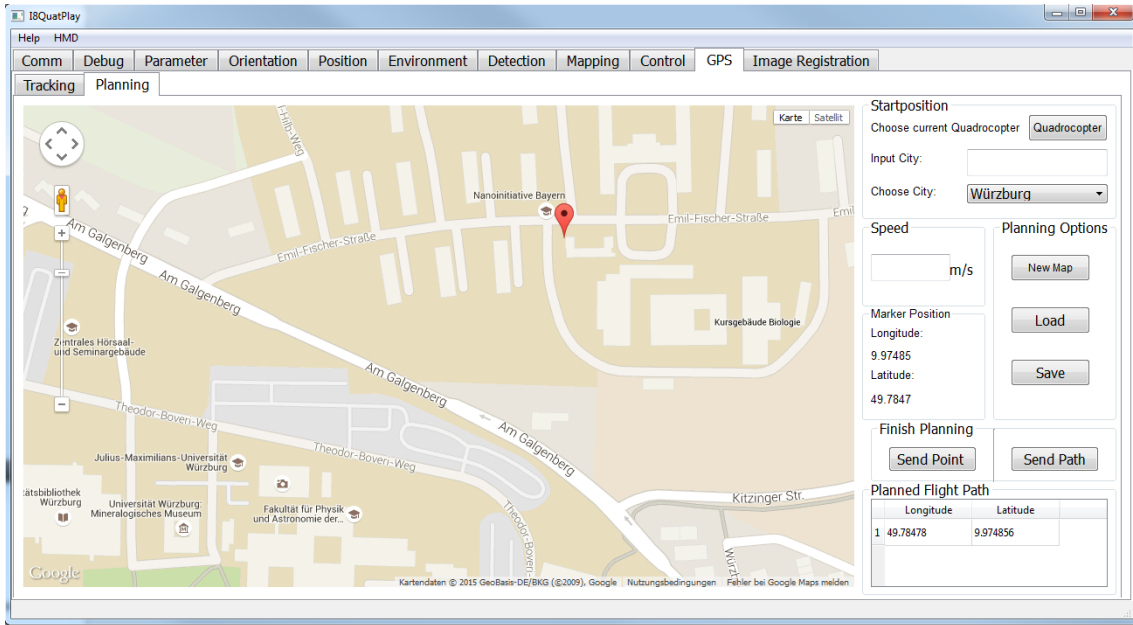 I8QuatPlay
Help HMD
Comm Debug Parameter Orientation Position Environment Detection Mapping Control GPS Image Registration
Tracking Planning
Karte Satellit
Nanoinitiative Bayern
Emil-Fischer-Straße
Emil
Emil-Fischer-Straße
f-Hilb-Weg
Am Galgenberg
Am Galgenberg
Kursgebäude Biologie
Zentrales Hörsaal-
und Seminargebäude
Am Galgenberg
Theodor-Boveri-Weg
Am Galgenberg
Theodor-Boveri-Weg
Julius-Maximilians-Universität
Würzburg
Kitzinger Str.
tätsbibliothek
Würzburg
Universität Würzburg:
Mineralogisches Museum
Fakultät für Physik
und Astronomie der...
Theodor-Boveri-
Würzb
Google
Kartendaten © 2015 GeoBasis-DE/BKG (©2009), Google Nutzungsbedingungen Fehler bei Google Maps melden
Startposition
Choose current Quadrocopter Quadrocopter
Input City:
Choose City: Würzburg
Speed
m/s
Planning Options
New Map
Load
Save
Marker Position
Longitude:
9.97485
Latitude:
49.7847
Finish Planning
Send Point Send Path
Planned Flight Path
Longitude Latitude
1 49.78478 9.974856